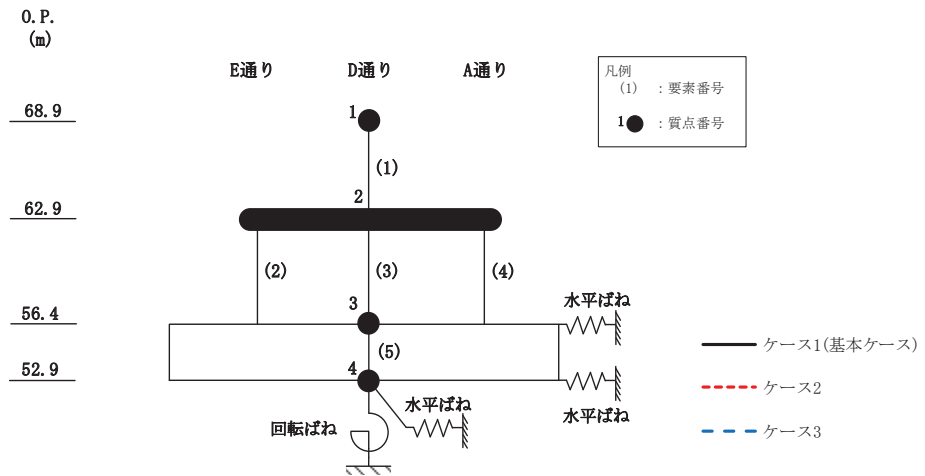 O.P.
(m)
E通り
D通り
A通り
凡例
(1) : 要素番号
1 : 質点番号
68.9
1
(1)
2
62.9
(2)
(3)
(4)
水平ばね
3
56.4
(5)
ケース1(基本ケース)
52.9
4
水平ばね
水平ばね
ケース2
回転ばね
ケース3